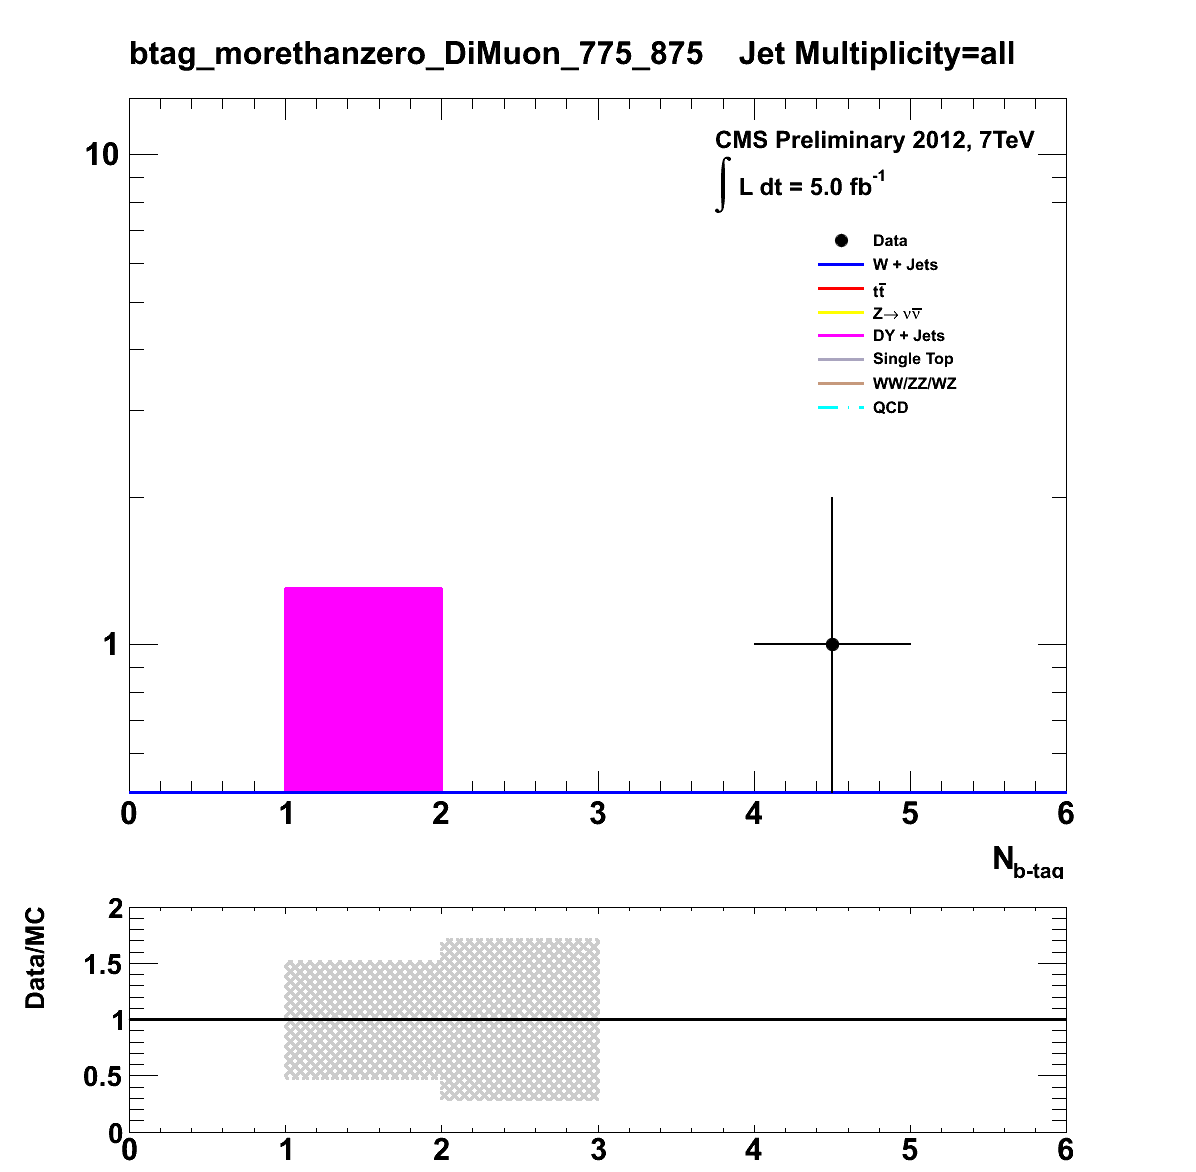 btag_morethanzero_DiMuon_775_875 Jet Multiplicity=all
CMS Preliminary 2012, 7TeV
∫ L dt = 5.0 fb⁻¹
Data
W + Jets
tt̅
Z→ νν̅
DY + Jets
Single Top
WW/ZZ/WZ
QCD
10
1
0 1 2 3 4 5 6
N_b-tag
Data/MC
2
1.5
1
0.5
0
0 1 2 3 4 5 6